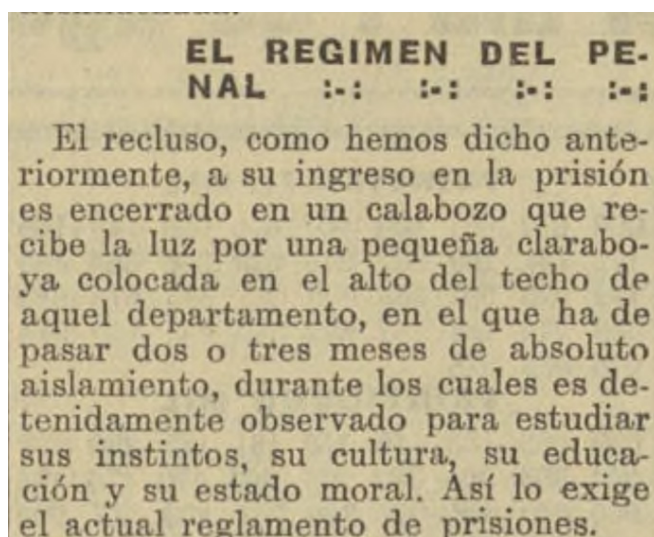 EL REGIMEN DEL PE-
NAL :-: :-: :-: :-:
El recluso, como hemos dicho ante-
riormente, a su ingreso en la prisión
es encerrado en un calabozo que re-
cibe la luz por una pequeña clarabo-
ya colocada en el alto del techo de
aquel departamento, en el que ha de
pasar dos o tres meses de absoluto
aislamiento, durante los cuales es de-
tenidamente observado para estudiar
sus instintos, su cultura, su educa-
ción y su estado moral. Así lo exige
el actual reglamento de prisiones.